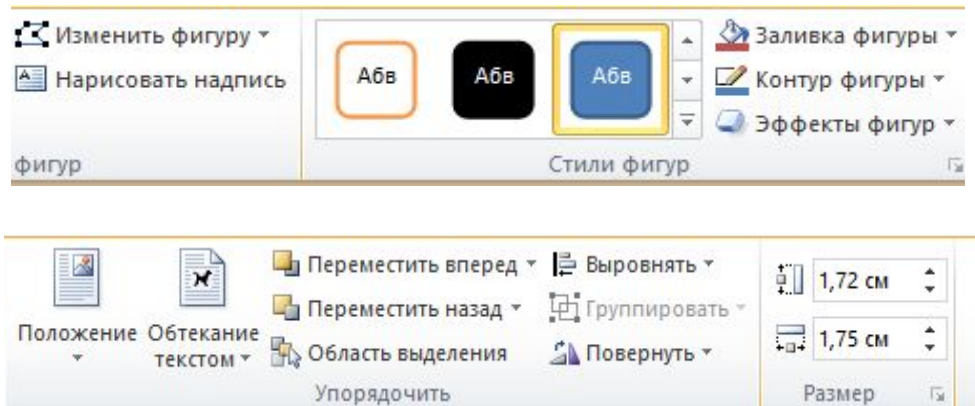 Изменить фигуру
Нарисовать надпись
фигур
Абв Абв Абв
Стили фигур
Заливка фигуры
Контур фигуры
Эффекты фигур
Положение
Обтекание
текстом
Переместить вперед
Переместить назад
Область выделения
Выровнять
Группировать
Повернуть
Упорядочить
1,72 см
1,75 см
Размер